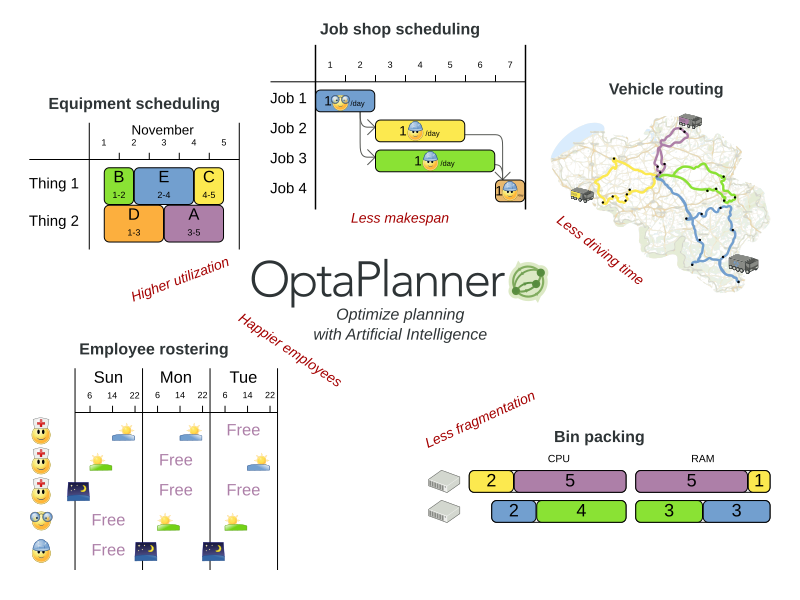 Job shop scheduling
1 2 3 4 5 6 7
Job 1
1 /day
Job 2
1 /day
Job 3
1 /day
Job 4
1
Less makespan
Equipment scheduling
November
1 2 3 4 5
Thing 1
B E C
1-2 2-4 4-5
Thing 2
D A
1-3 3-5
Higher utilization
Vehicle routing
Less driving time
OptaPlanner
Optimize planning
with Artificial Intelligence
Happier employees
Employee rostering
Sun Mon Tue
6 14 22 6 14 22 6 14 22
Free
Free
Free Free
Free
Free
Less fragmentation
Bin packing
CPU RAM
2 5 5 1
2 4 3 3